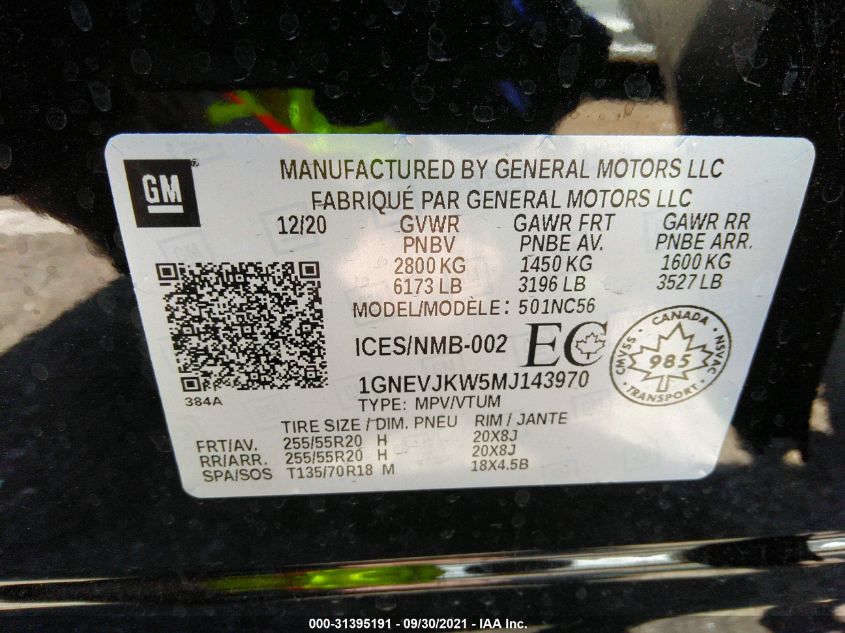 GM
MANUFACTURED BY GENERAL MOTORS LLC
FABRIQUÉ PAR GENERAL MOTORS LLC
12/20 GVWR GAWR FRT GAWR RR
PNBV PNBE AV. PNBE ARR.
2800 KG 1450 KG 1600 KG
6173 LB 3196 LB 3527 LB
MODEL/MODÈLE: 501NC56
ICES/NMB-002 EC
CANADA
CMVSS 985 NSVAC
TRANSPORT
384A
1GNEVJKW5MJ143970
TYPE: MPV/VTUM
TIRE SIZE / DIM. PNEU RIM / JANTE
FRT/AV. 255/55R20 H 20X8J
RR/ARR. 255/55R20 H 20X8J
SPA/SOS T135/70R18 M 18X4.5B
000-31395191 - 09/30/2021 - IAA Inc.